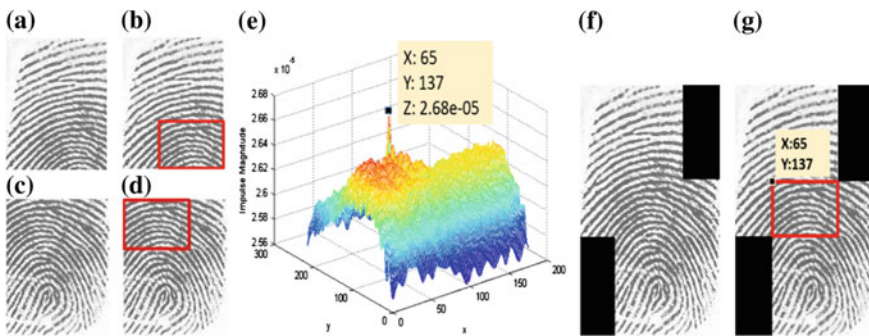 (a)
(b)
(e)
(f)
(g)
X: 65
Y: 137
Z: 2.68e-05
x 10⁻⁵
2.68
2.66
2.64
2.62
2.6
2.58
2.56
Impulse Magnitude
300
200
100
0
0
50
100
150
200
y
x
X:65
Y:137
(c)
(d)